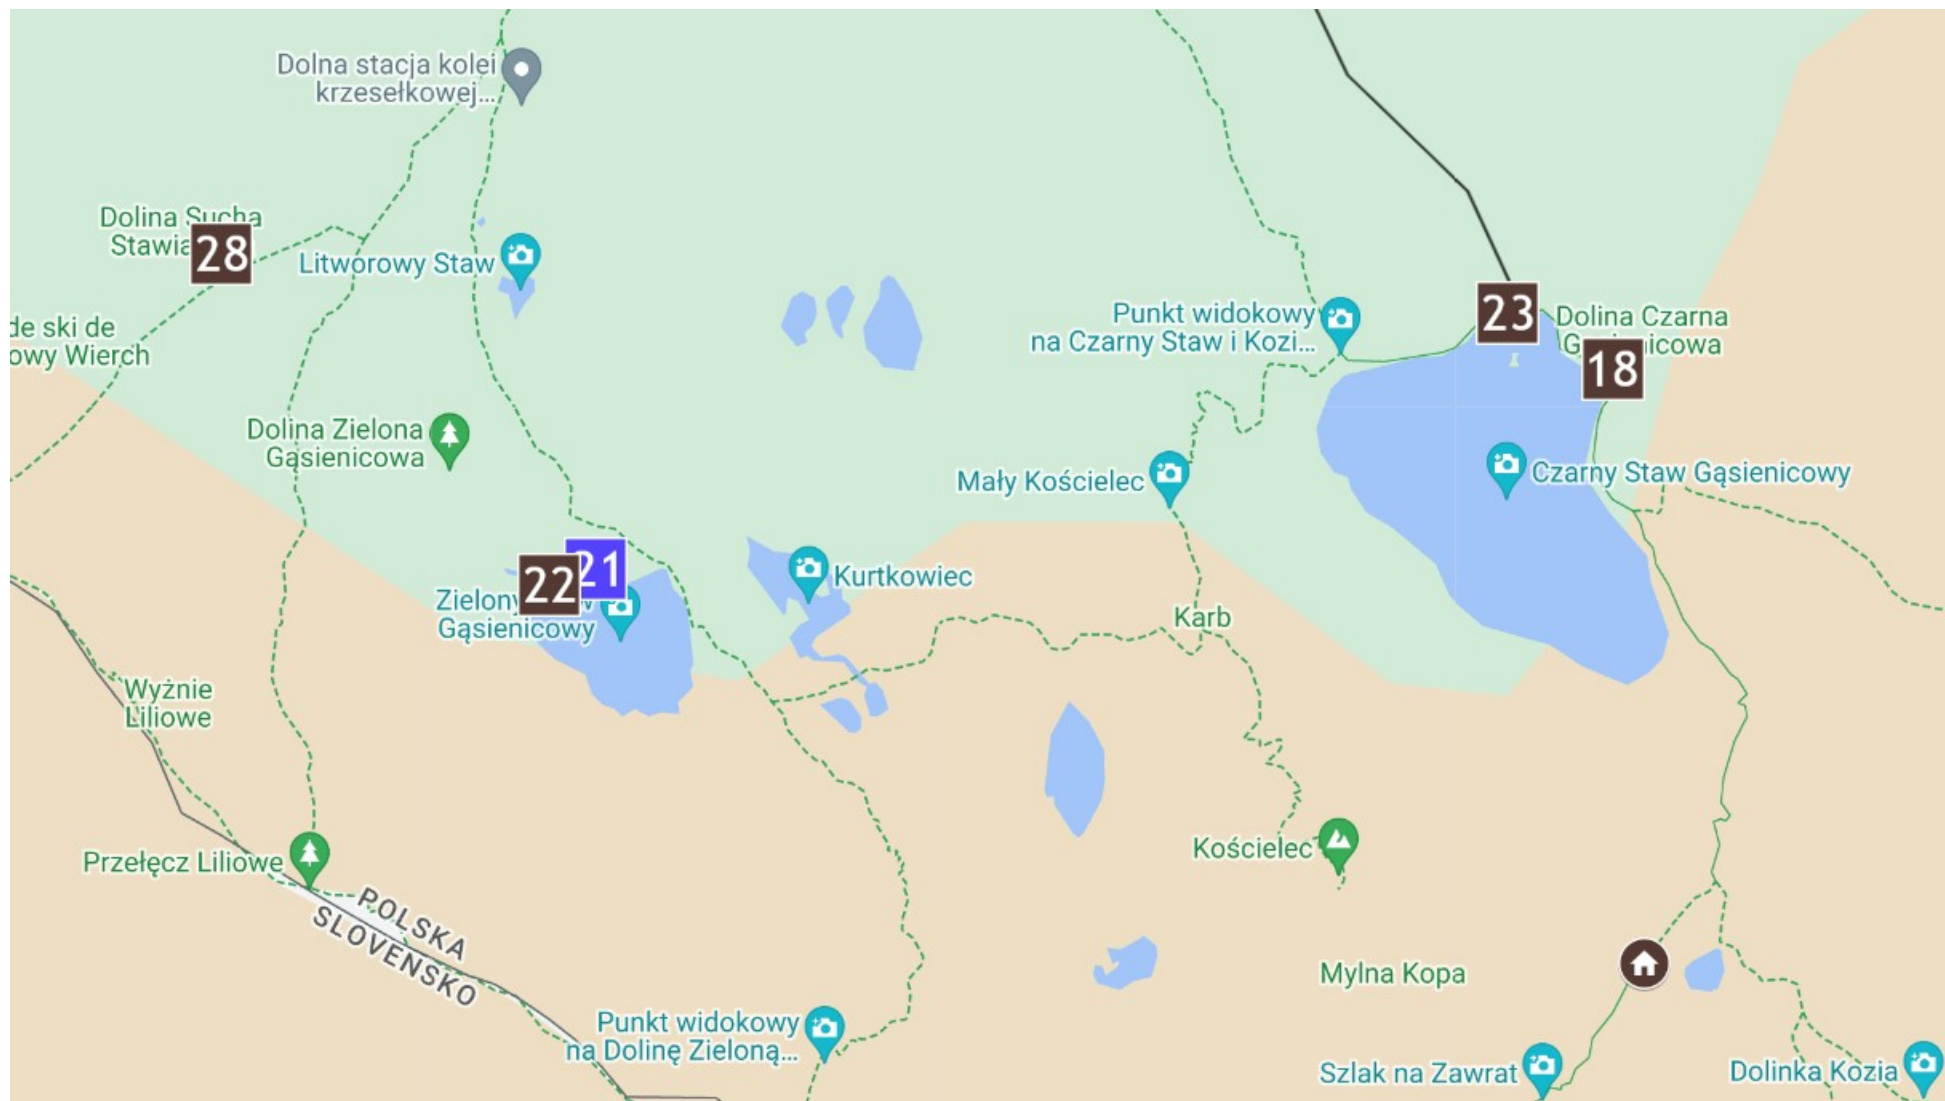 Dolna stacja kolei
krzesełkowej...
Dolina Sucha
28
Litworowy Staw
de ski de
owy Wierch
Punkt widokowy
na Czarny Staw i Kozi...
23
Dolina Czarna
18
Dolina Zielona
Gąsienicowa
Mały Kościelec
Czarny Staw Gąsienicowy
21
22
Zielony
Gąsienicowy
Kurtkowiec
Karb
Wyżnie
Liliowe
Przełęcz Liliowe
POLSKA
SLOVENSKO
Kościelec
Mylna Kopa
Punkt widokowy
na Dolinę Zieloną...
Szlak na Zawrat
Dolinka Kozia